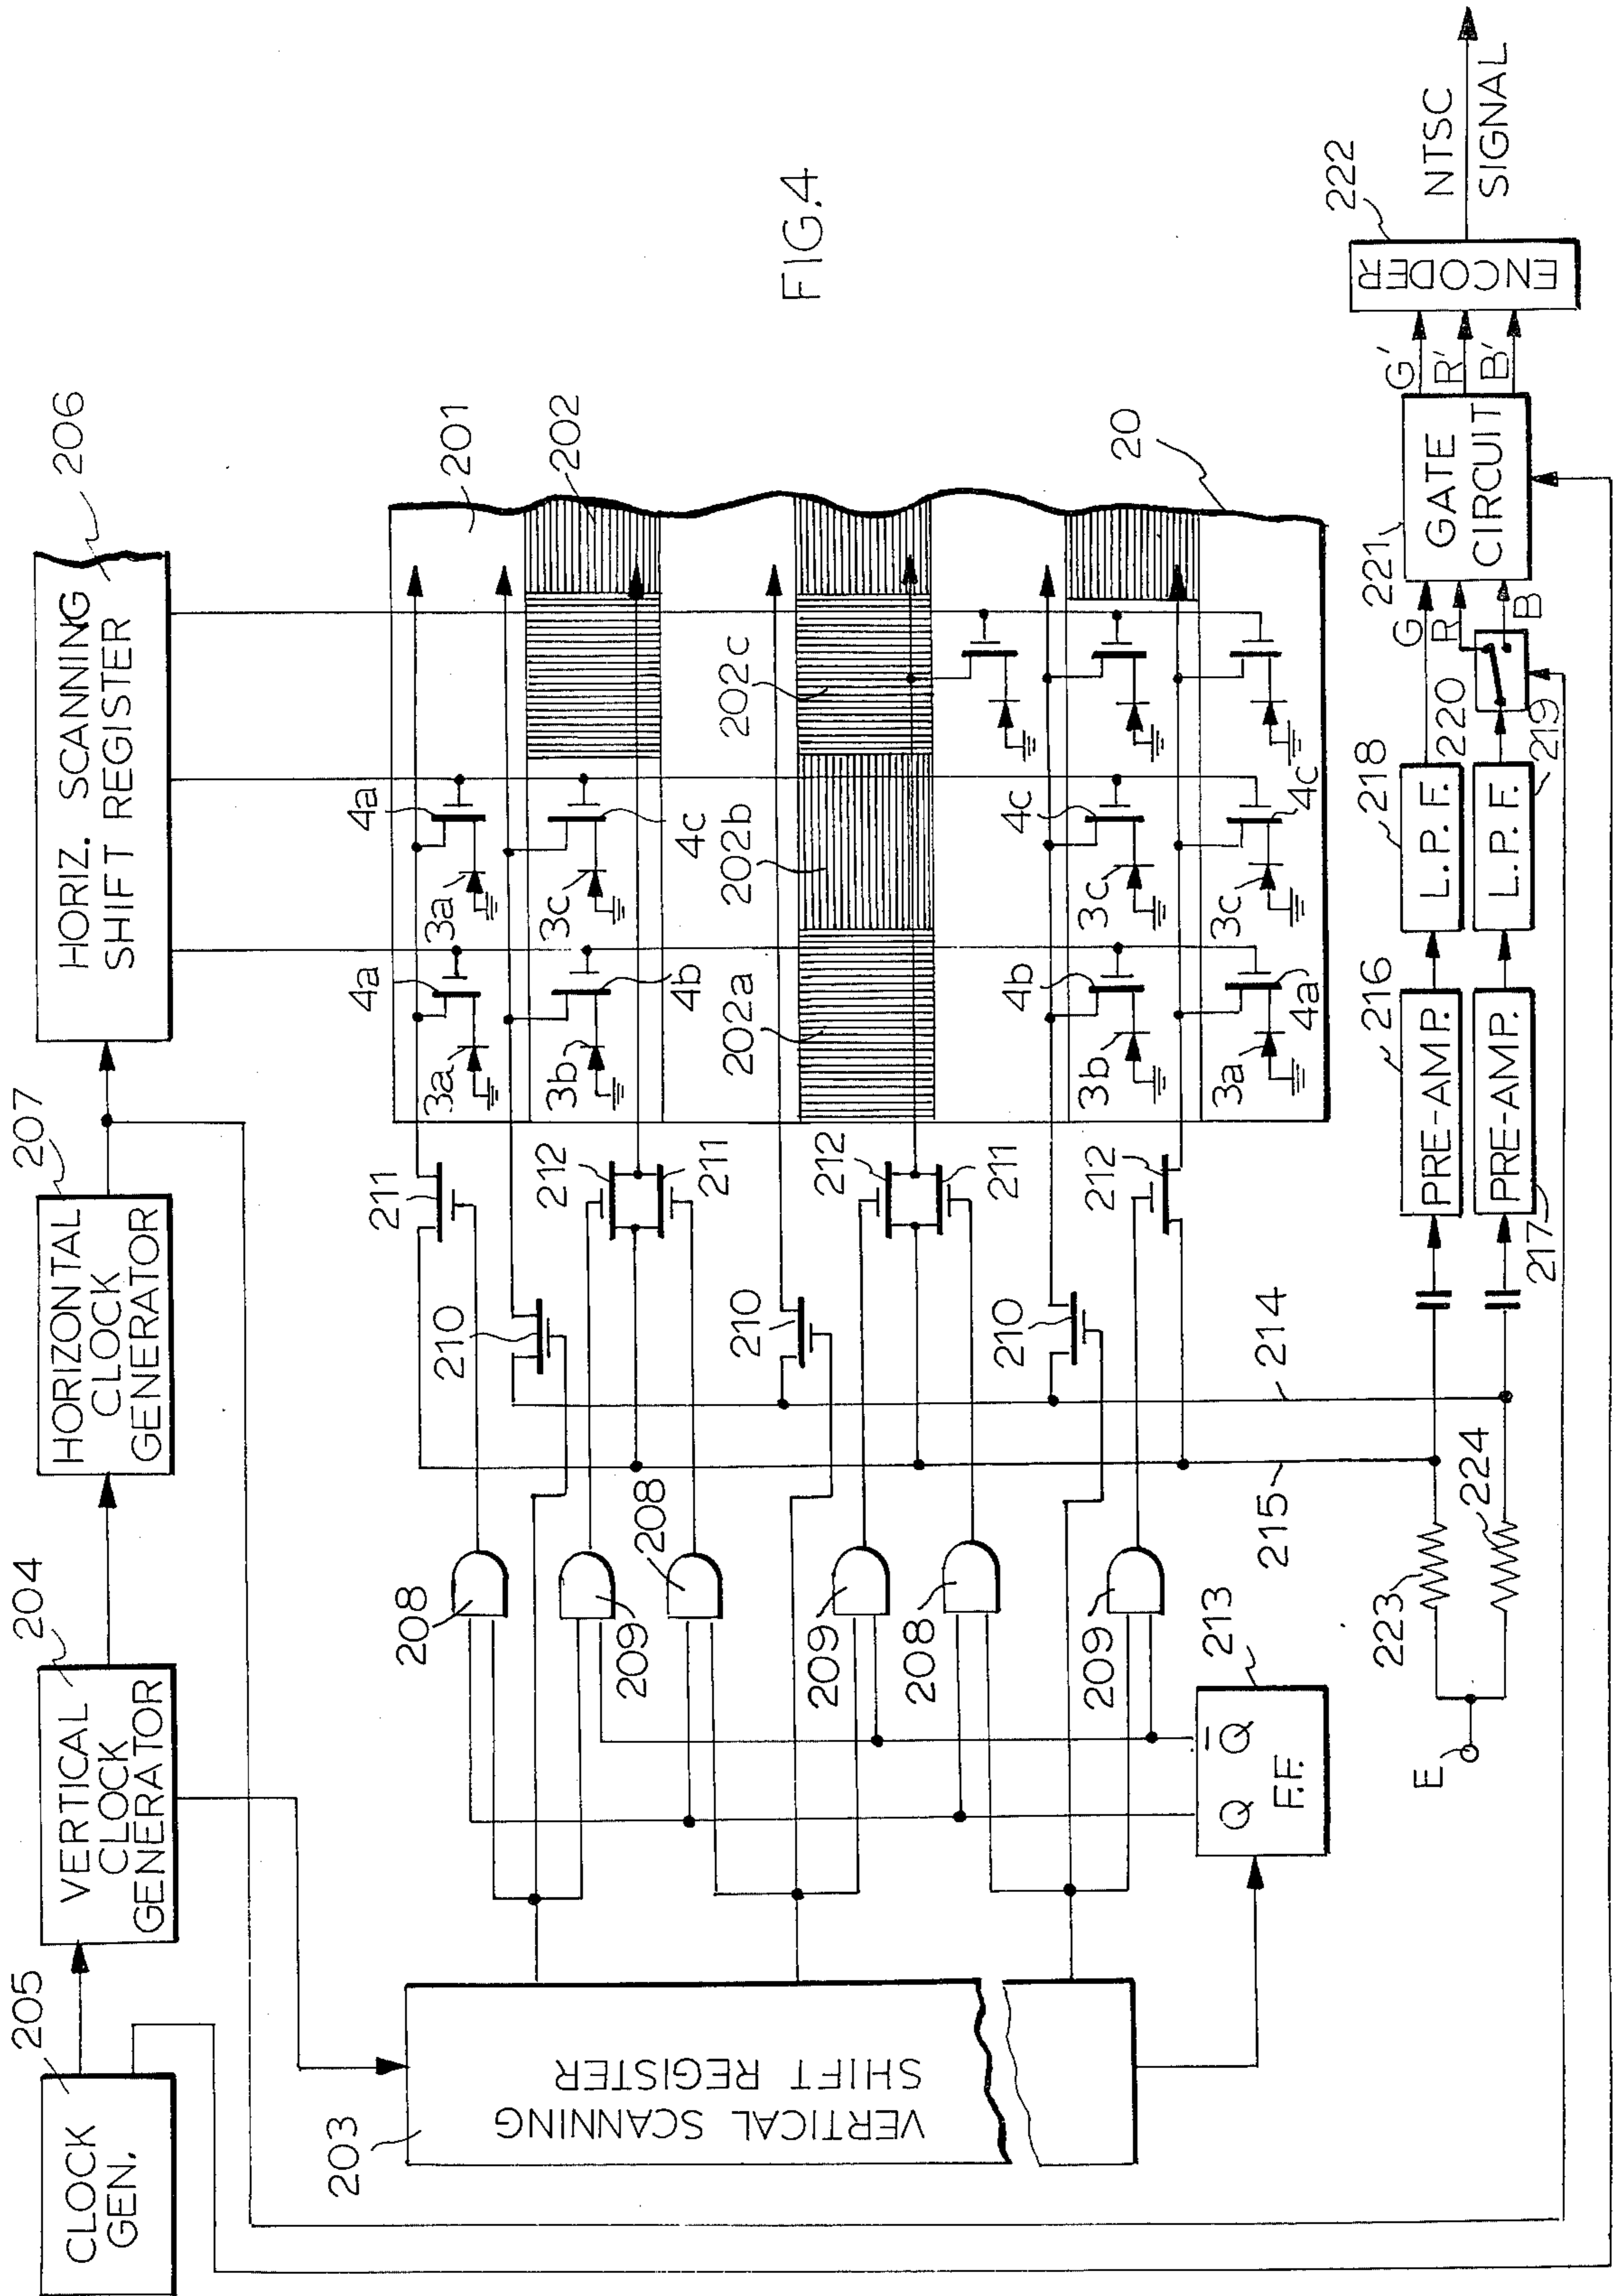 FIG.4
CLOCK
GEN.
205
VERTICAL
CLOCK
GENERATOR
204
HORIZONTAL
CLOCK
GENERATOR
207
HORIZ. SCANNING
SHIFT REGISTER
206
203
VERTICAL SCANNING
SHIFT REGISTER
208
209
208
209
208
209
211
210
212
211
210
212
211
210
212
4a
4a
3a
3a
3b
4b
3c
4c
201
202
202a
202b
202c
4b
3b
4c
3c
3a
4a
3c
4c
20
Q
Q̅
F.F.
213
214
215
E
223
224
216
PRE-AMP.
PRE-AMP.
217
218
L.P.F.
L.P.F.
219
220
G
R
B
221
GATE
CIRCUIT
G'
R'
B'
ENCODER
222
NTSC
SIGNAL